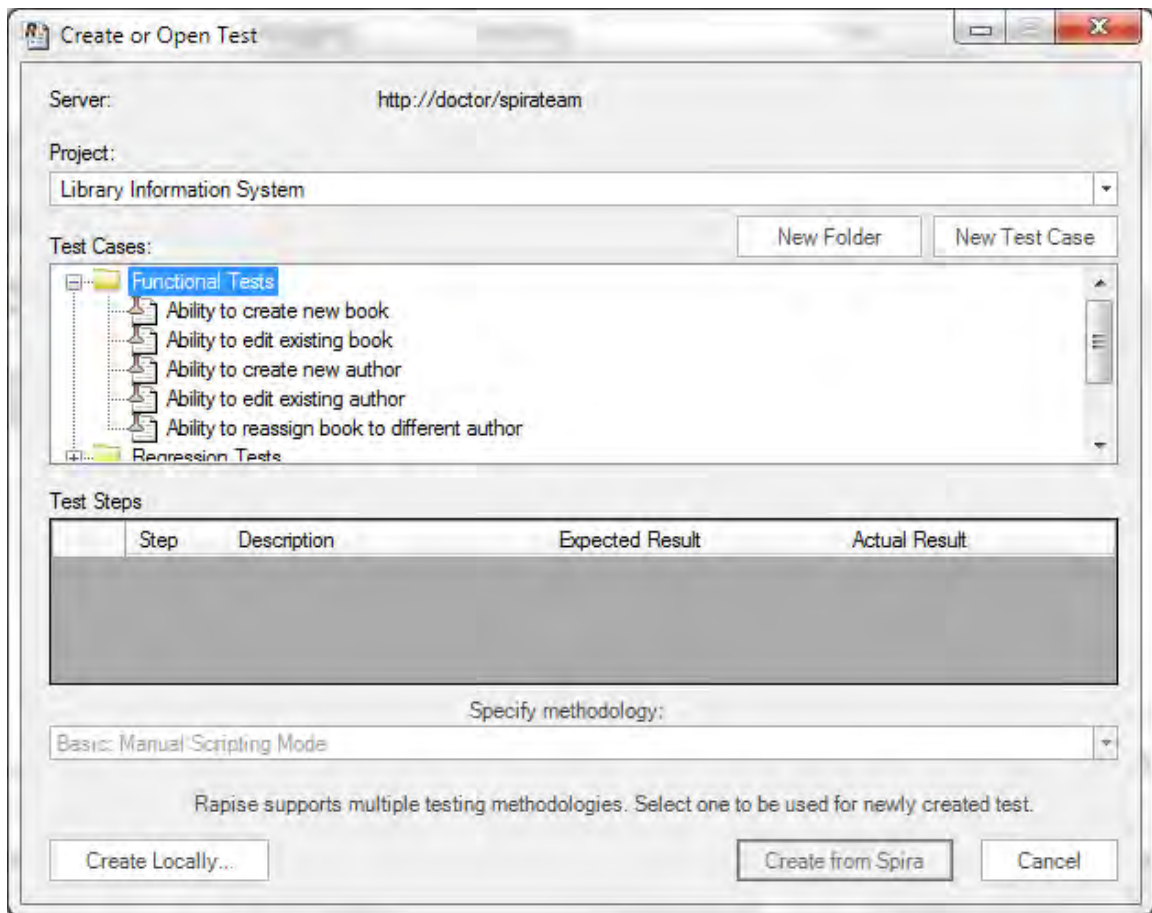 Create or Open Test
Server: http://doctor/spirateam
Project:
Library Information System
New Folder New Test Case
Test Cases:
Functional Tests
Ability to create new book
Ability to edit existing book
Ability to create new author
Ability to edit existing author
Ability to reassign book to different author
Regression Tests
Test Steps
Step Description Expected Result Actual Result
Specify methodology:
Basic: Manual Scripting Mode
Rapise supports multiple testing methodologies. Select one to be used for newly created test.
Create Locally... Create from Spira Cancel